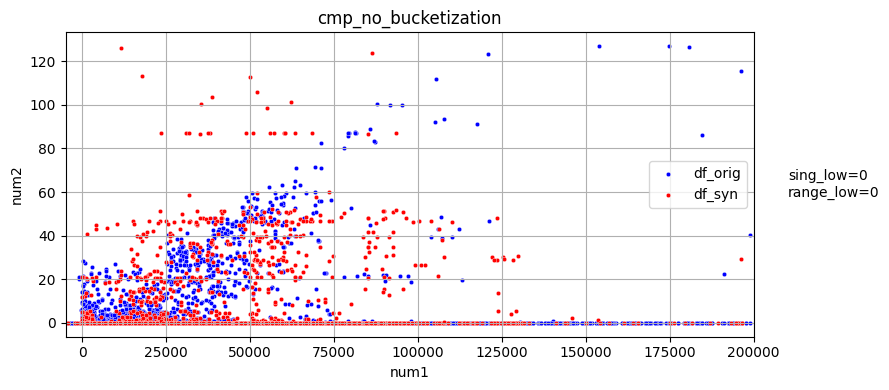 cmp_no_bucketization
120
100
80
60
40
20
0
num2
df_orig
df_syn
sing_low=0
range_low=0
0 25000 50000 75000 100000 125000 150000 175000 200000
num1